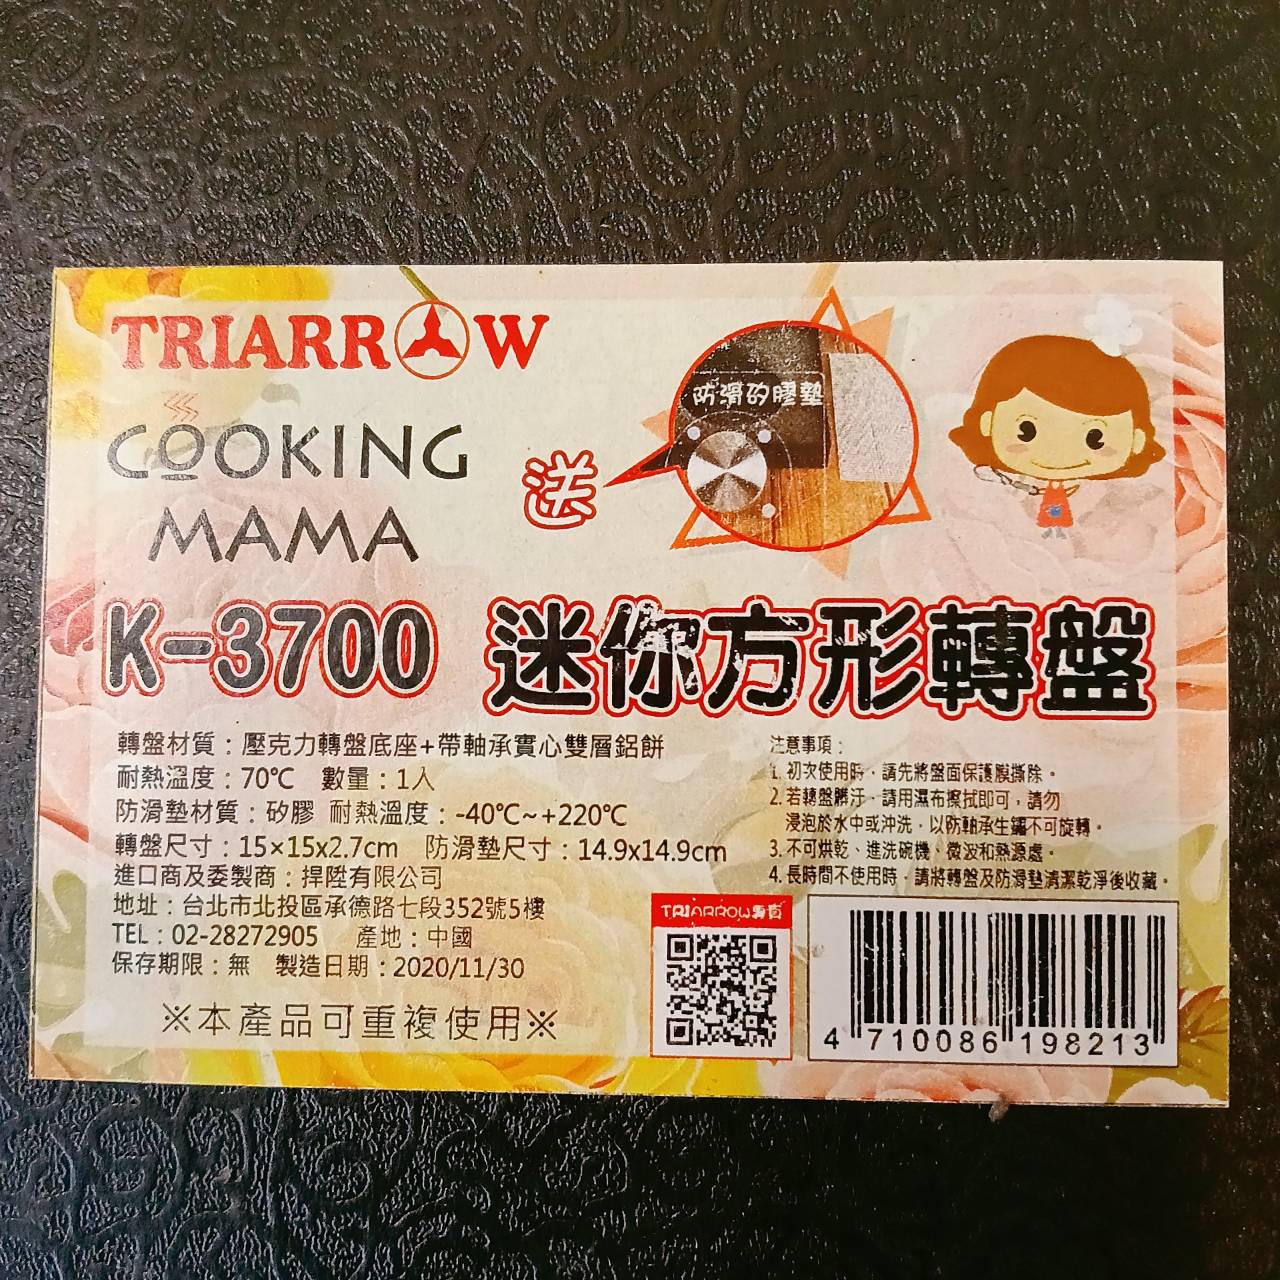 TRIARROW
COOKING
MAMA
送
防滑矽膠墊
K-3700 迷你方形轉盤
轉盤材質：壓克力轉盤底座+帶軸承實心雙層鋁餅
耐熱溫度：70℃ 數量：1入
防滑墊材質：矽膠 耐熱溫度：-40℃~+220℃
轉盤尺寸：15×15x2.7cm 防滑墊尺寸：14.9x14.9cm
進口商及委製商：捍陞有限公司
地址：台北市北投區承德路七段352號5樓
TEL：02-28272905 產地：中國
保存期限：無 製造日期：2020/11/30
※本產品可重複使用※
注意事項：
1. 初次使用時，請先將盤面保護膜撕除。
2. 若轉盤髒汙，請用濕布擦拭即可，請勿
浸泡於水中或沖洗，以防軸承生鏽不可旋轉。
3. 不可烘乾、進洗碗機、微波和熱源處。
4. 長時間不使用時，請將轉盤及防滑墊清潔乾淨後收藏。
TRIARROW專賣
4 710086 198213